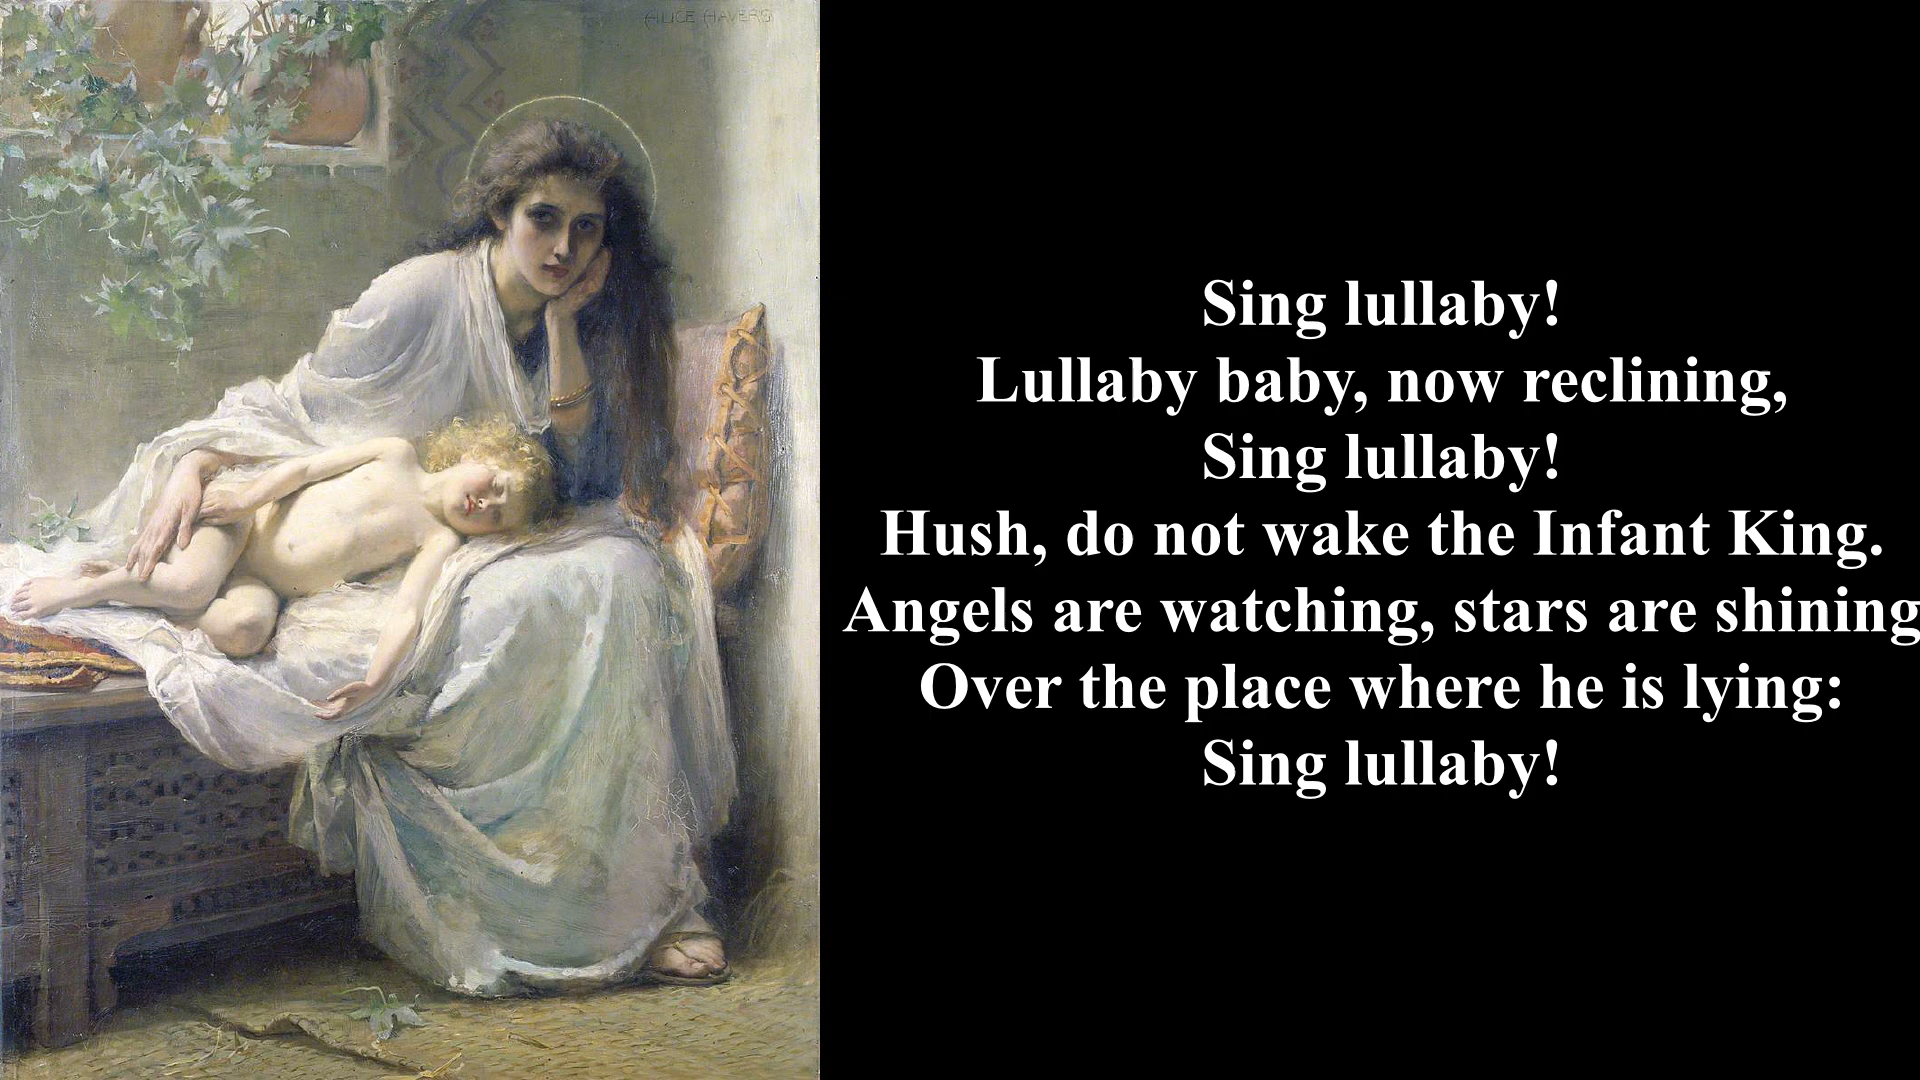 ALICE HAVERS
Sing lullaby!
Lullaby baby, now reclining,
Sing lullaby!
Hush, do not wake the Infant King.
Angels are watching, stars are shining
Over the place where he is lying:
Sing lullaby!